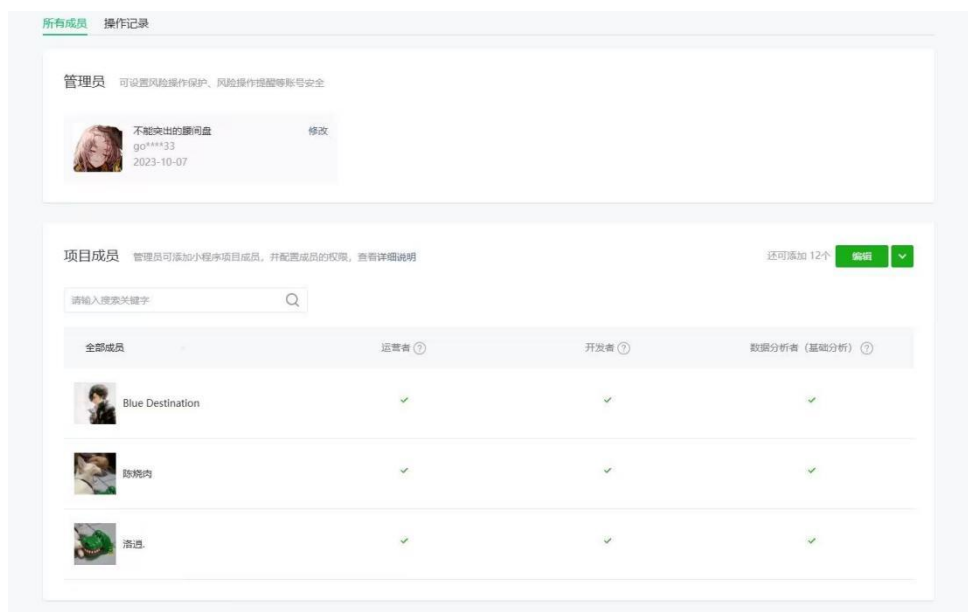 所有成员 操作记录
管理员 可设置风险操作保护、风险操作提醒等账号安全
不能突出的腰间盘 修改
go****33
2023-10-07
项目成员 管理员可添加小程序项目成员，并配置成员的权限，查看详细说明 还可添加 12个 编辑
请输入搜索关键字
全部成员 运营者 ? 开发者 ? 数据分析者（基础分析） ?
Blue Destination
陈烧肉
洛逍.